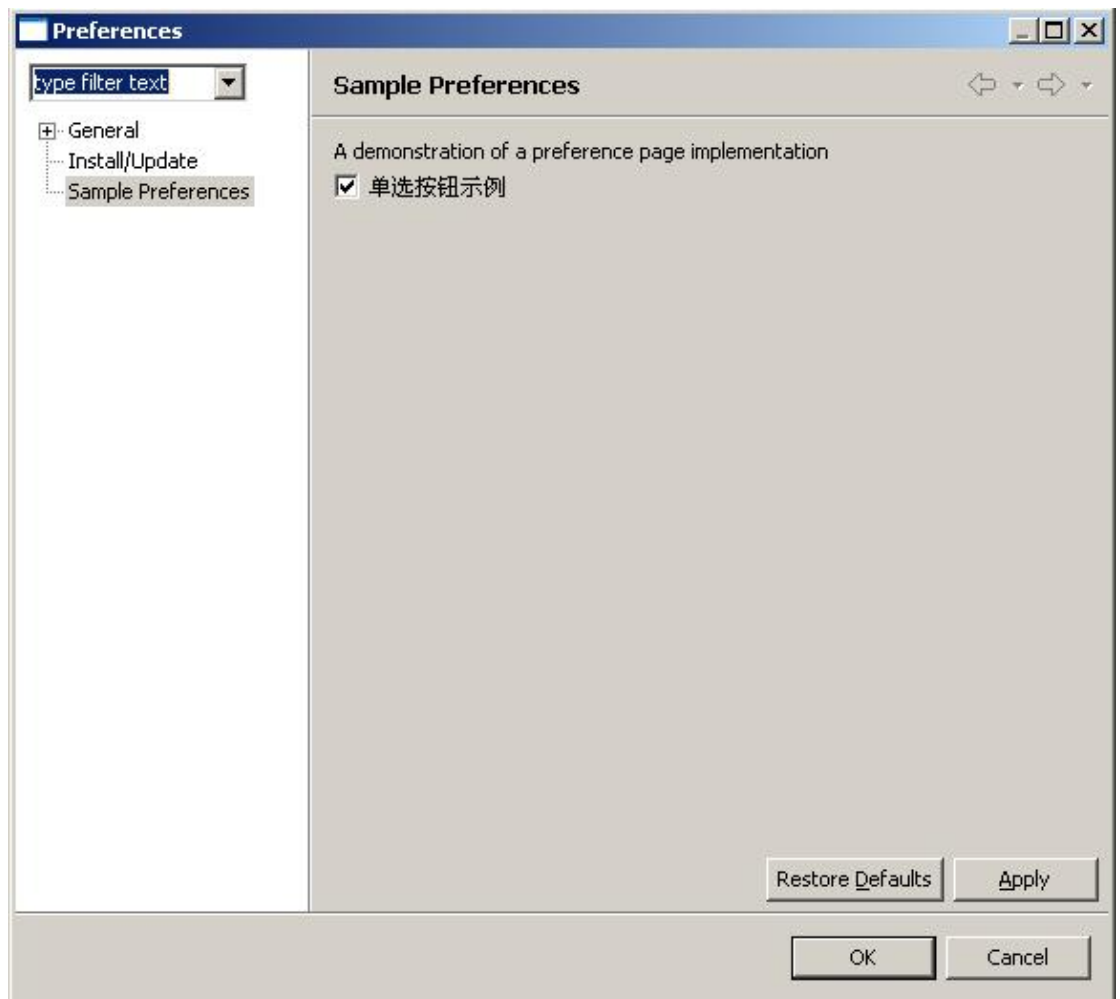 Preferences
type filter text
General
Install/Update
Sample Preferences
Sample Preferences
A demonstration of a preference page implementation
单选按钮示例
Restore Defaults
Apply
OK
Cancel